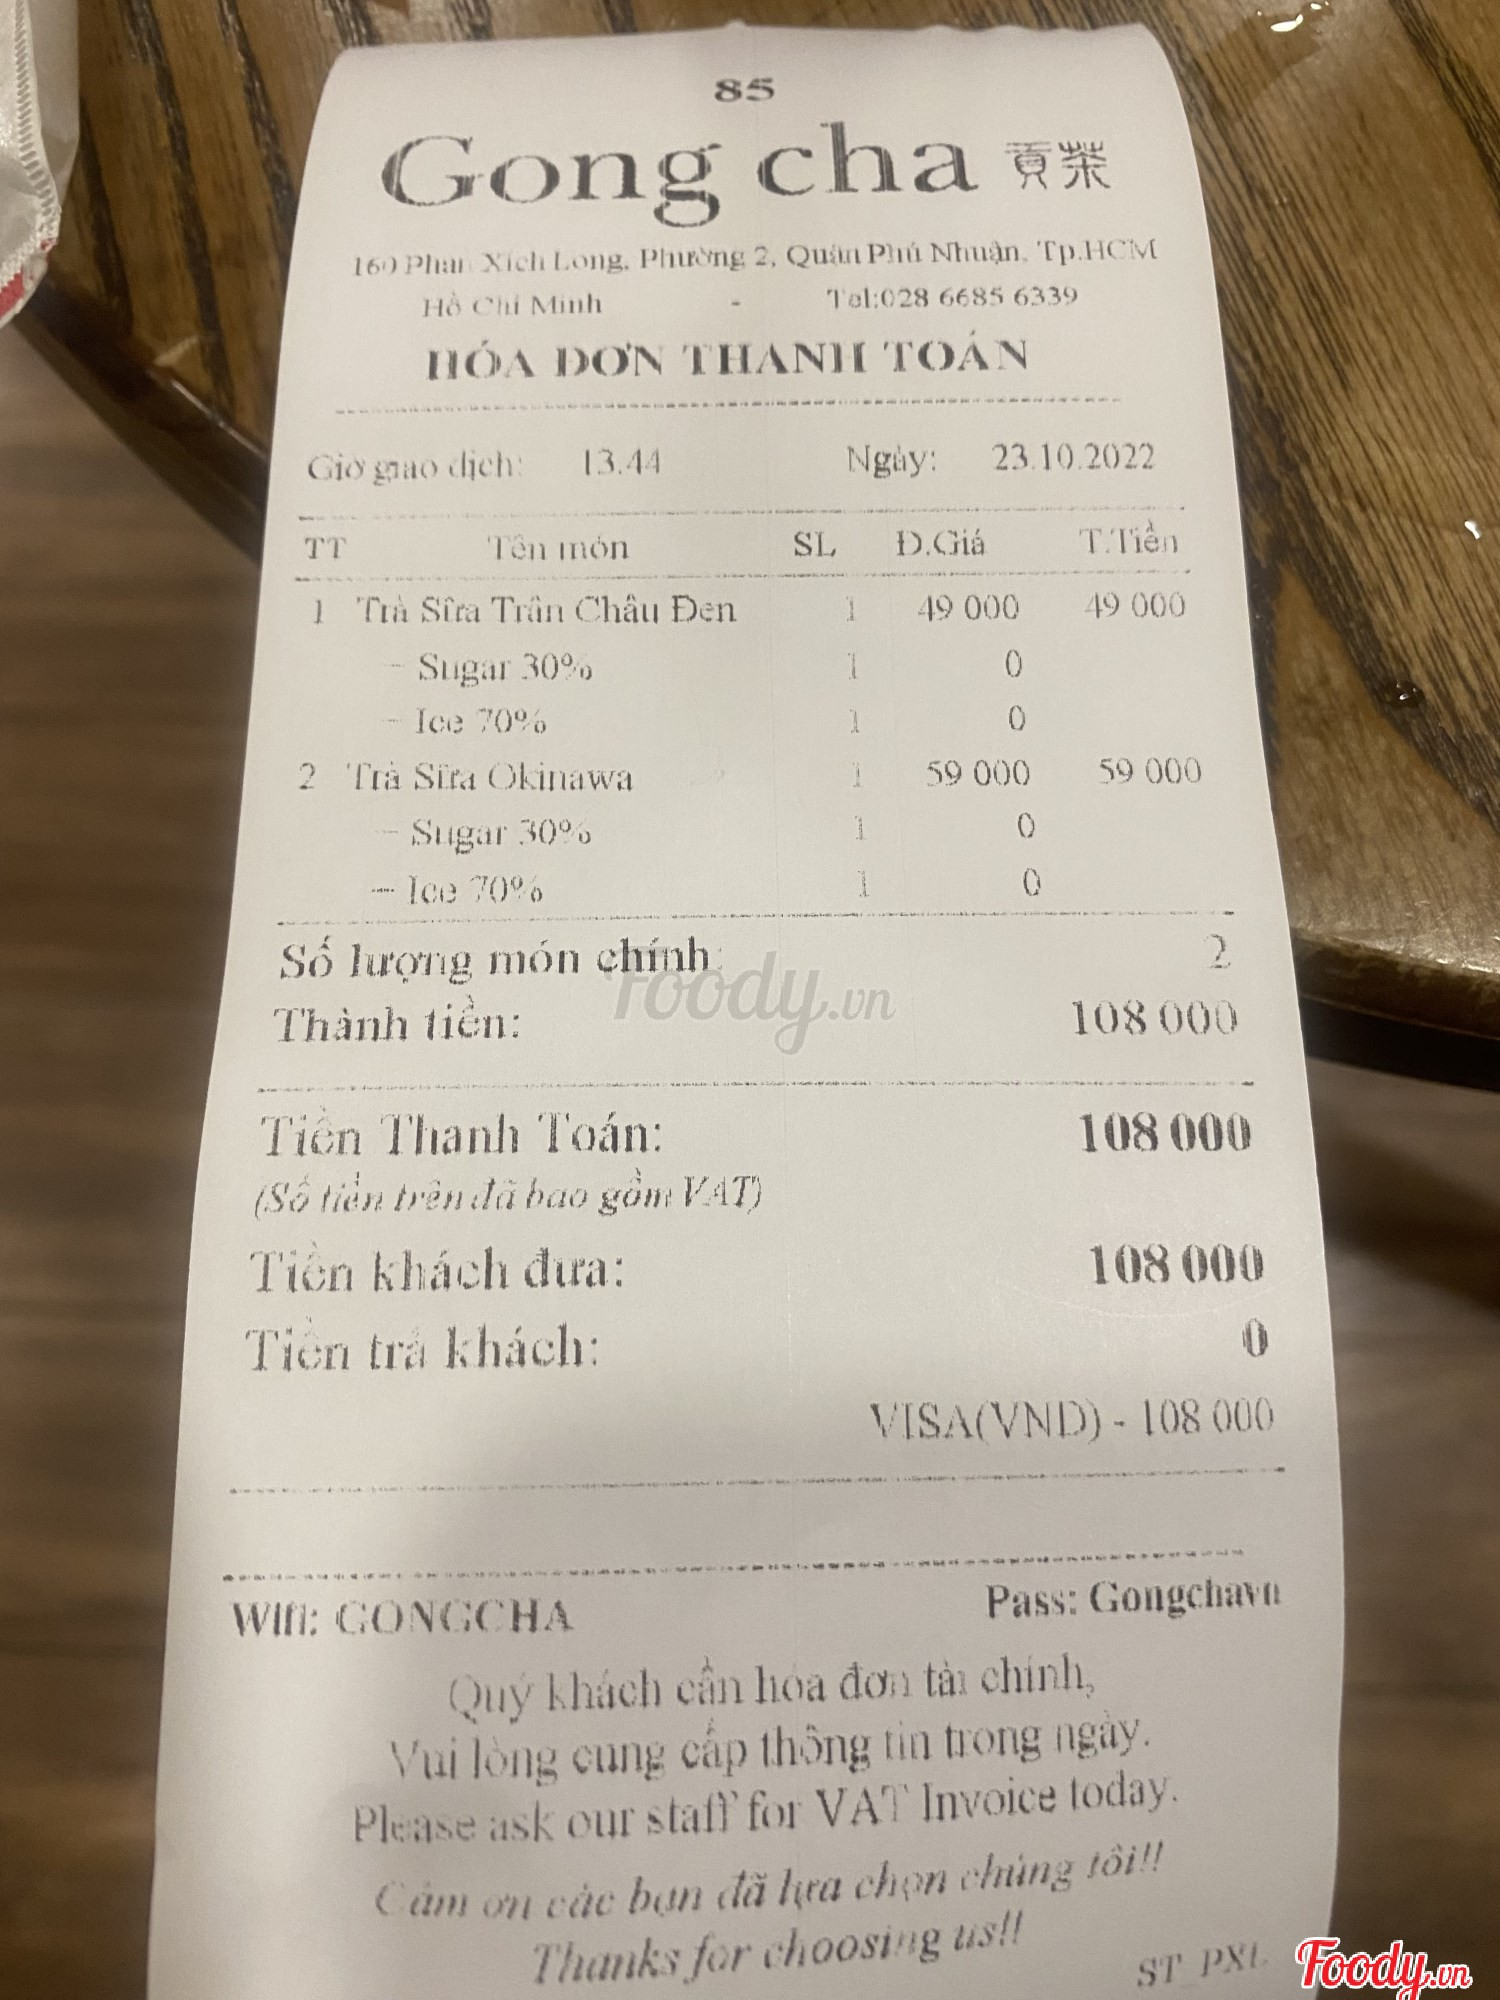 85
Gong cha 貢茶
160 Phan Xích Long, Phường 2, Quận Phú Nhuận, Tp.HCM
Hồ Chí Minh - Tel:028 6685 6339
HÓA ĐƠN THANH TOÁN
Giờ giao dịch: 13.44 Ngày: 23.10.2022
TT Tên món SL Đ.Giá T.Tiền
1 Trà Sữa Trân Châu Đen 1 49 000 49 000
- Sugar 30% 1 0
- Ice 70% 1 0
2 Trà Sữa Okinawa 1 59 000 59 000
- Sugar 30% 1 0
- Ice 70% 1 0
Số lượng món chính: 2
Thành tiền: 108 000
Tiền Thanh Toán: 108 000
(Số tiền trên đã bao gồm VAT)
Tiền khách đưa: 108 000
Tiền trả khách: 0
VISA(VND) - 108 000
Wifi: GONGCHA Pass: Gongchavn
Quý khách cần hóa đơn tài chính,
Vui lòng cung cấp thông tin trong ngày.
Please ask our staff for VAT Invoice today.
Cám ơn các bạn đã lựa chọn chúng tôi!!
Thanks for choosing us!!
ST_PXL
Foody.vn
Foody.vn